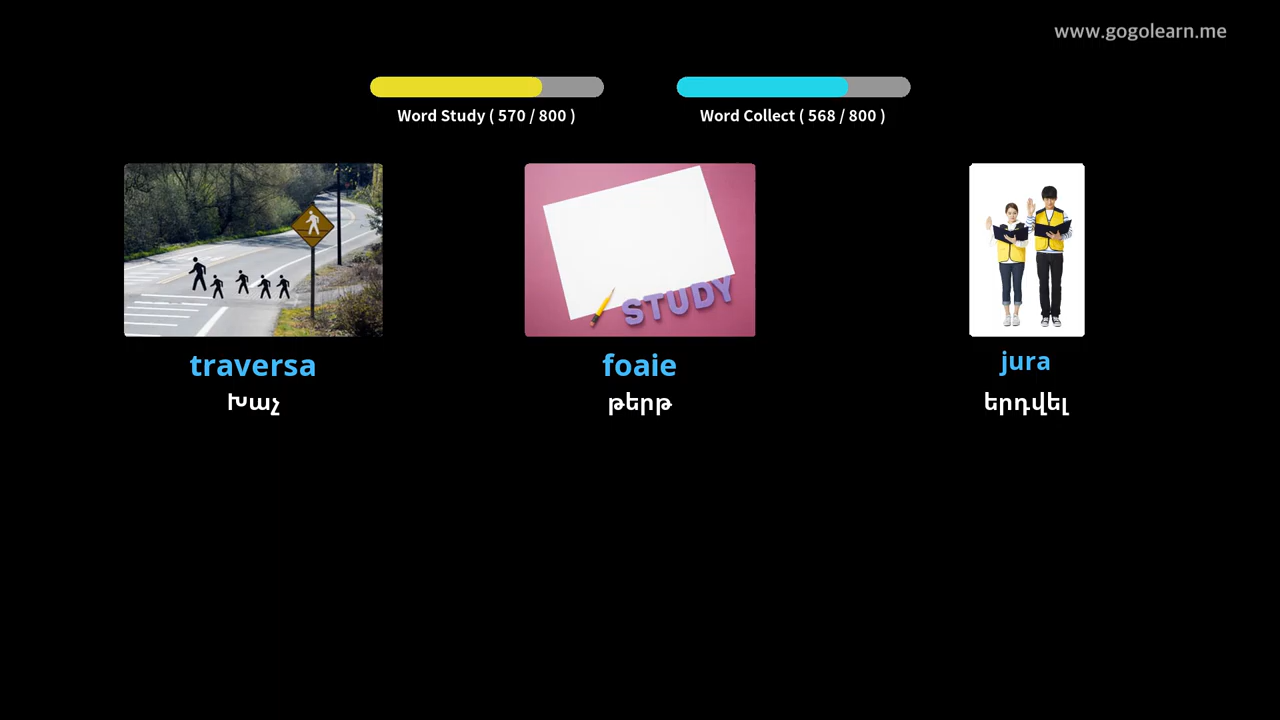 www.gogolearn.me
Word Study ( 570 / 800 )
Word Collect ( 568 / 800 )
STUDY
traversa
foaie
jura
Խաչ
թերթ
երդվել